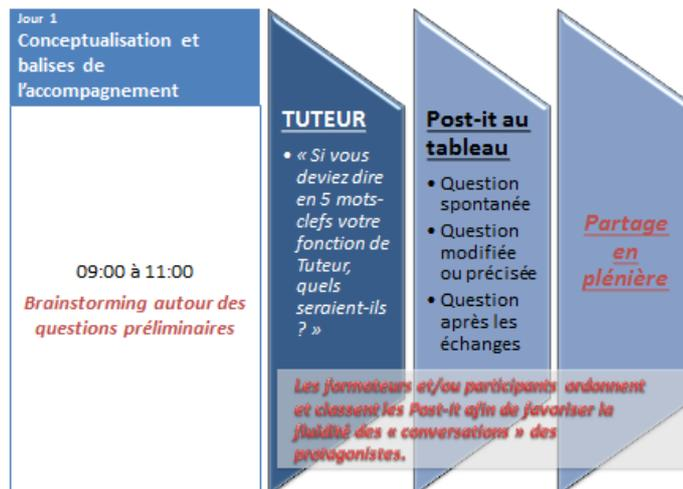 Jour 1
Conceptualisation et
balises de
l'accompagnement
09:00 à 11:00
Brainstorming autour des
questions préliminaires
TUTEUR
• « Si vous
deviez dire
en 5 mots-
clefs votre
fonction de
Tuteur,
quels
seraient-ils
? »
Post-it au
tableau
• Question
spontanée
• Question
modifiée
ou précisée
• Question
après les
échanges
Partage
en
plénière
Les formateurs et/ou participants ordonnent
et classent les Post-it afin de favoriser la
fluidité des « conversations » des
protagonistes.